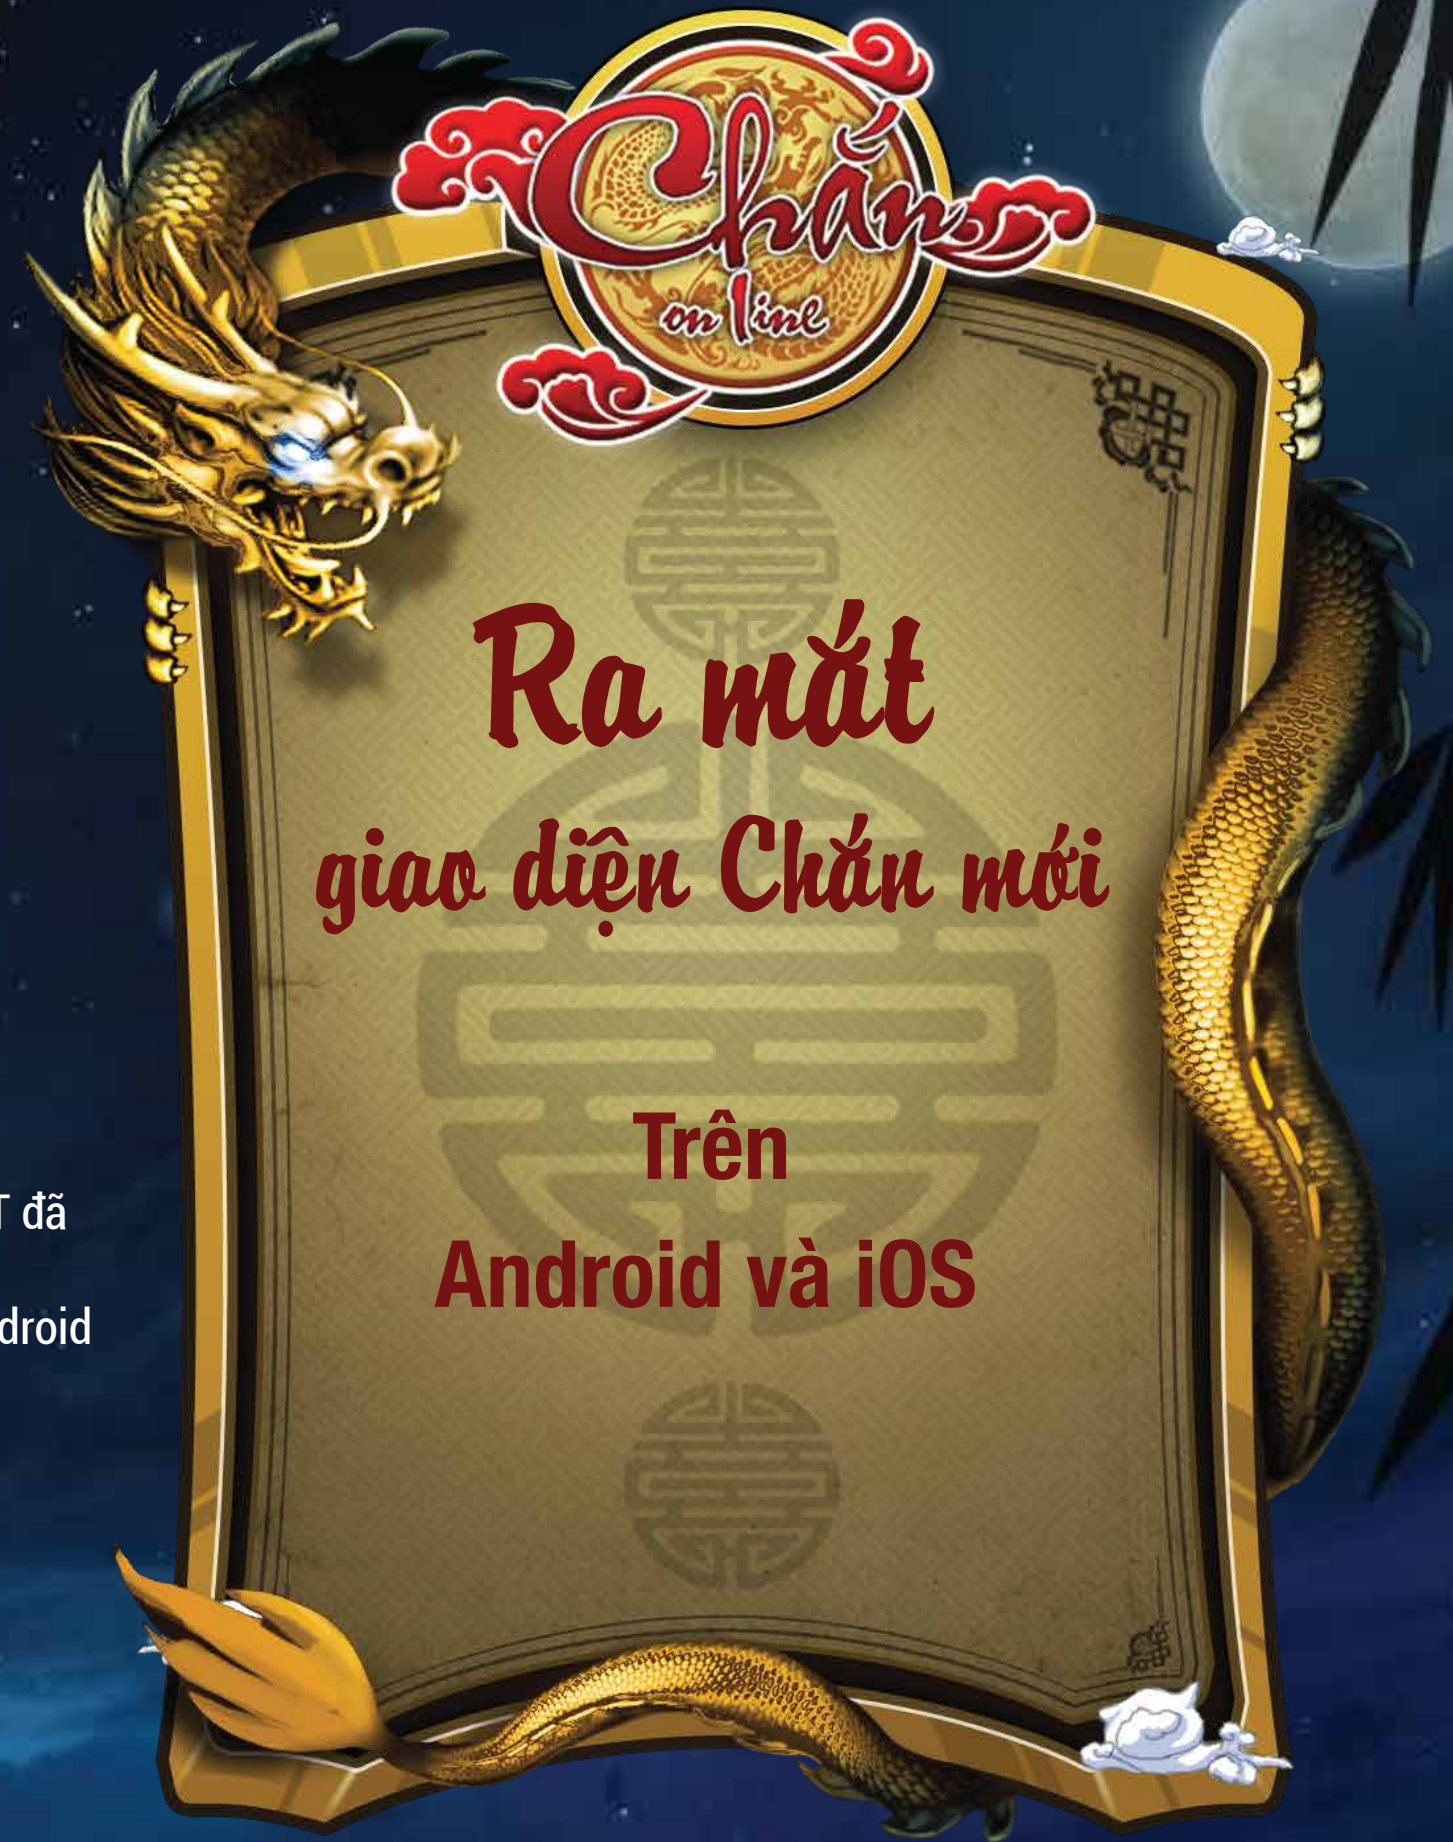 Chắn
on line
Ra mắt
giao diện Chắn mới
Trên
Android và iOS
T đã
droid